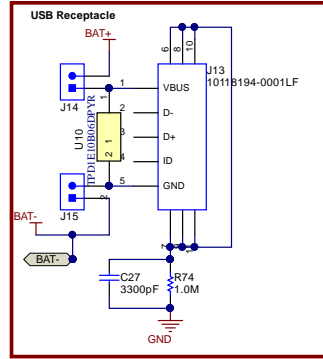 USB Receptacle
BAT+
6
8
10
J13
10118194-0001LF
J14
1
1
VBUS
2
D-
U10
TPD1E10B06DPYR
3
D+
4
ID
2 1
5
GND
2
J15
BAT-
BAT-
7
9
C27
3300pF
R74
1.0M
GND